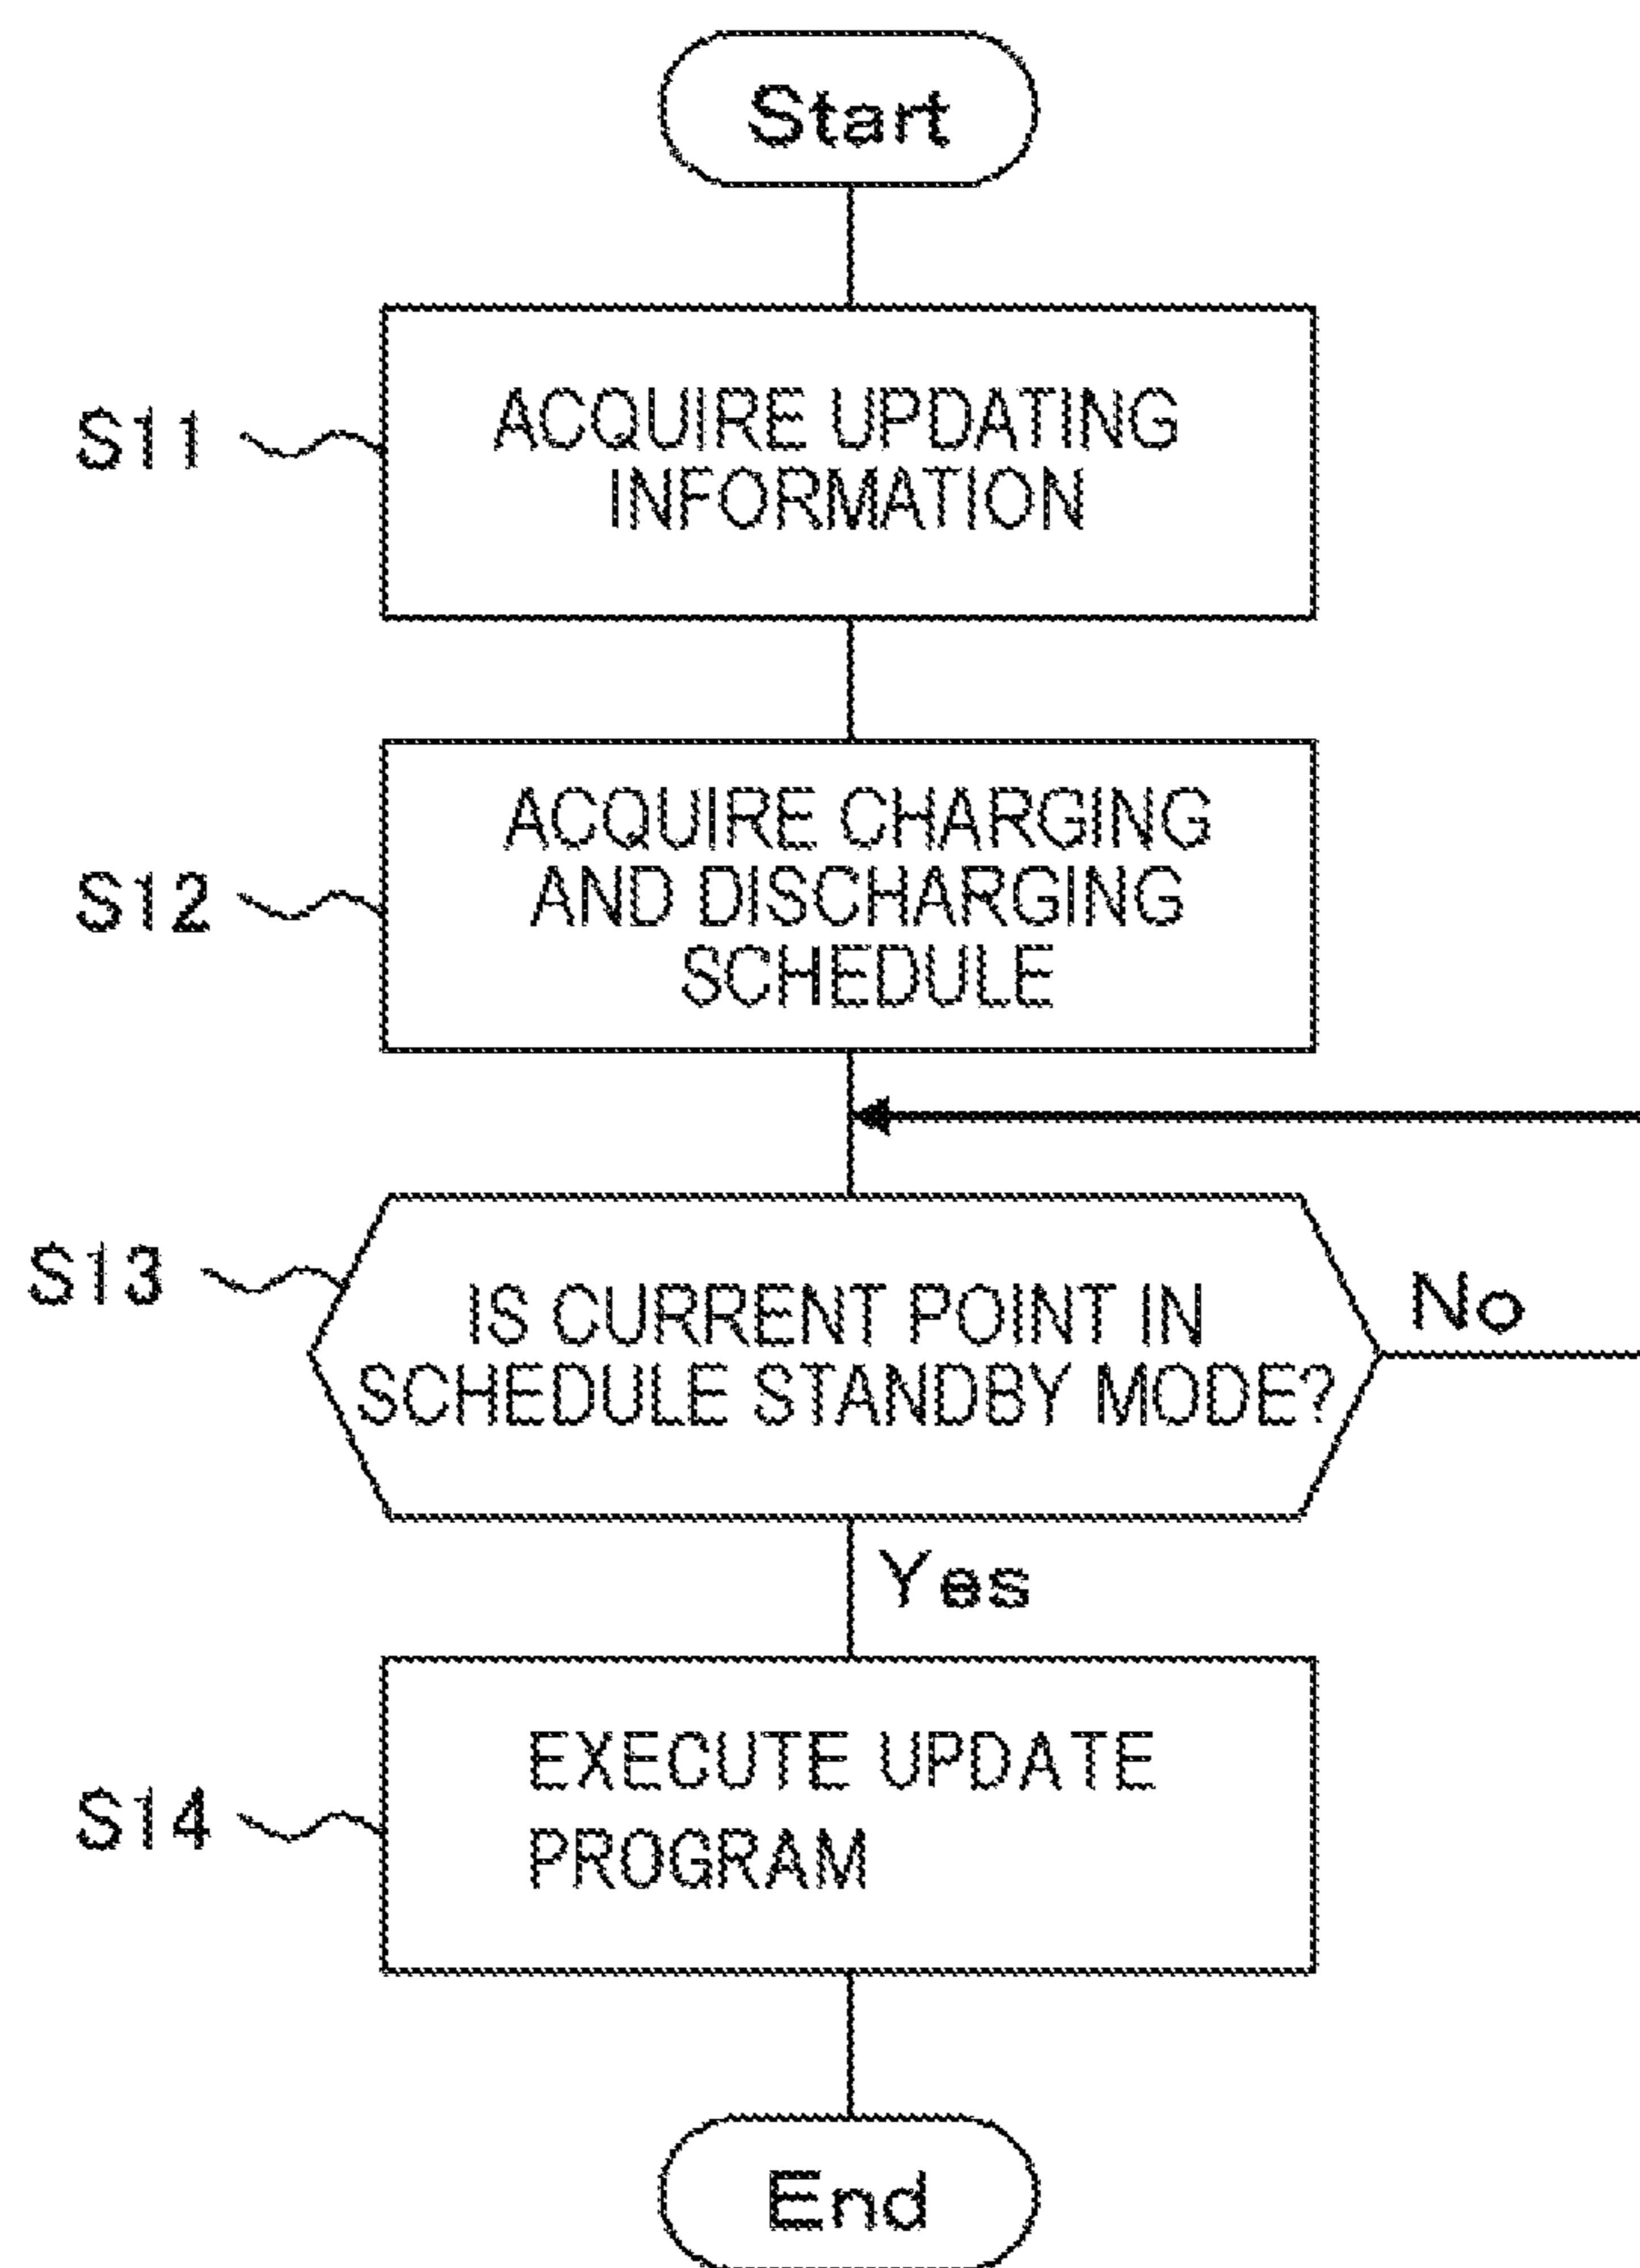 Start
S11
ACQUIRE UPDATING
INFORMATION
S12
ACQUIRE CHARGING
AND DISCHARGING
SCHEDULE
S13
IS CURRENT POINT IN
SCHEDULE STANDBY MODE?
No
Yes
S14
EXECUTE UPDATE
PROGRAM
End